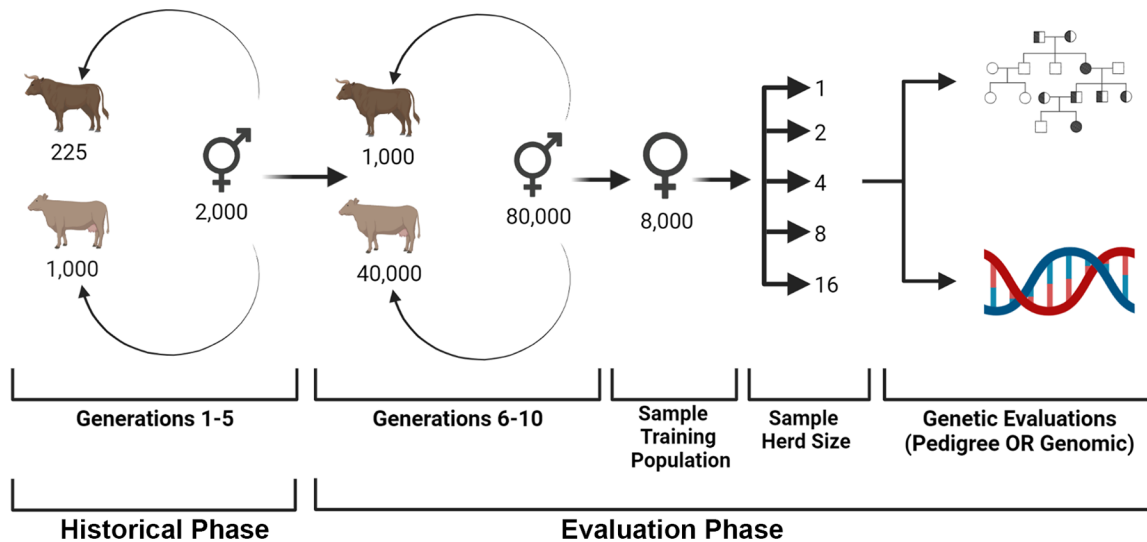 225
1,000
2,000
1,000
40,000
80,000
8,000
1
2
4
8
16
Generations 1-5
Generations 6-10
Sample
Training
Population
Sample
Herd Size
Genetic Evaluations
(Pedigree OR Genomic)
Historical Phase
Evaluation Phase